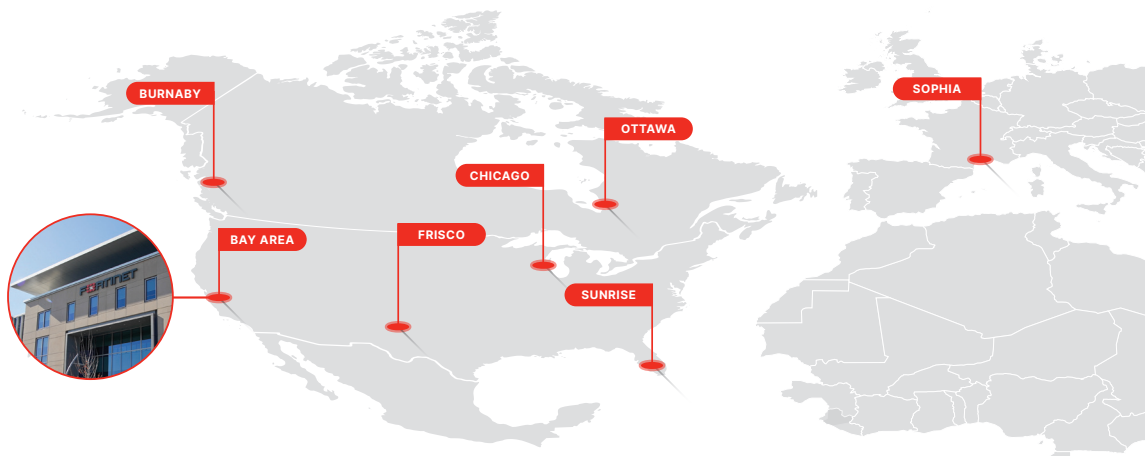 BURNABY
SOPHIA
OTTAWA
CHICAGO
BAY AREA
FRISCO
SUNRISE
FORTINET